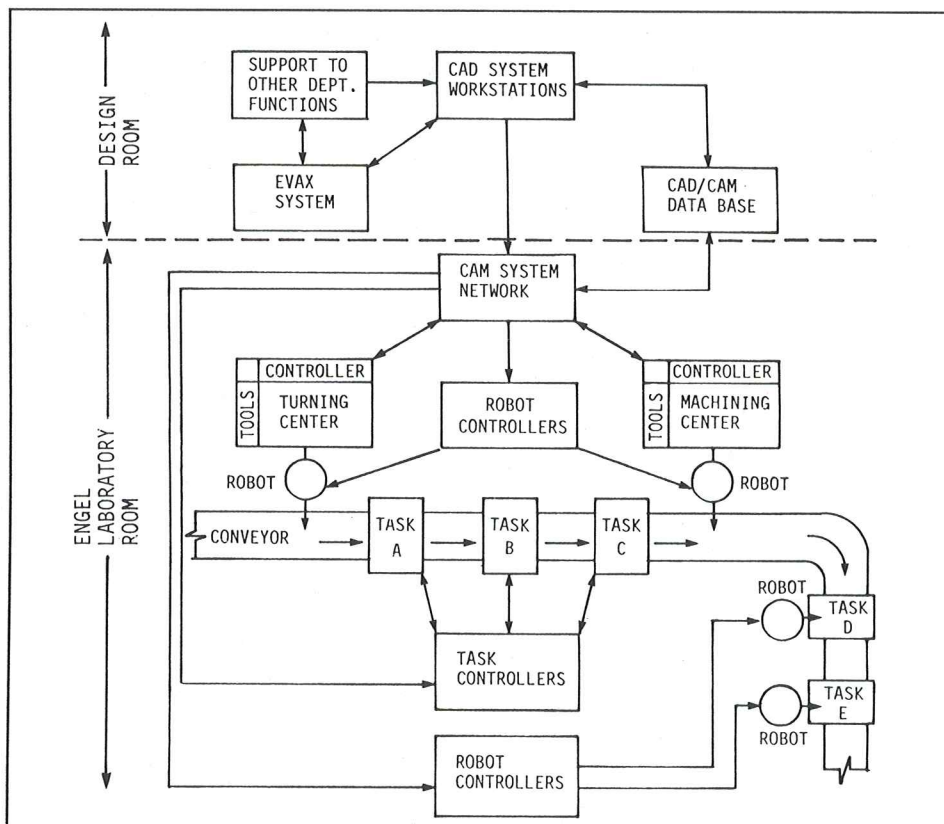 DESIGN
ROOM
SUPPORT TO
OTHER DEPT.
FUNCTIONS
CAD SYSTEM
WORKSTATIONS
EVAX
SYSTEM
CAD/CAM
DATA BASE
ENGEL
LABORATORY
ROOM
CAM SYSTEM
NETWORK
CONTROLLER
TOOLS
TURNING
CENTER
ROBOT
CONTROLLERS
CONTROLLER
TOOLS
MACHINING
CENTER
ROBOT
ROBOT
CONVEYOR
TASK
A
TASK
B
TASK
C
ROBOT
TASK
D
TASK
CONTROLLERS
TASK
E
ROBOT
ROBOT
CONTROLLERS